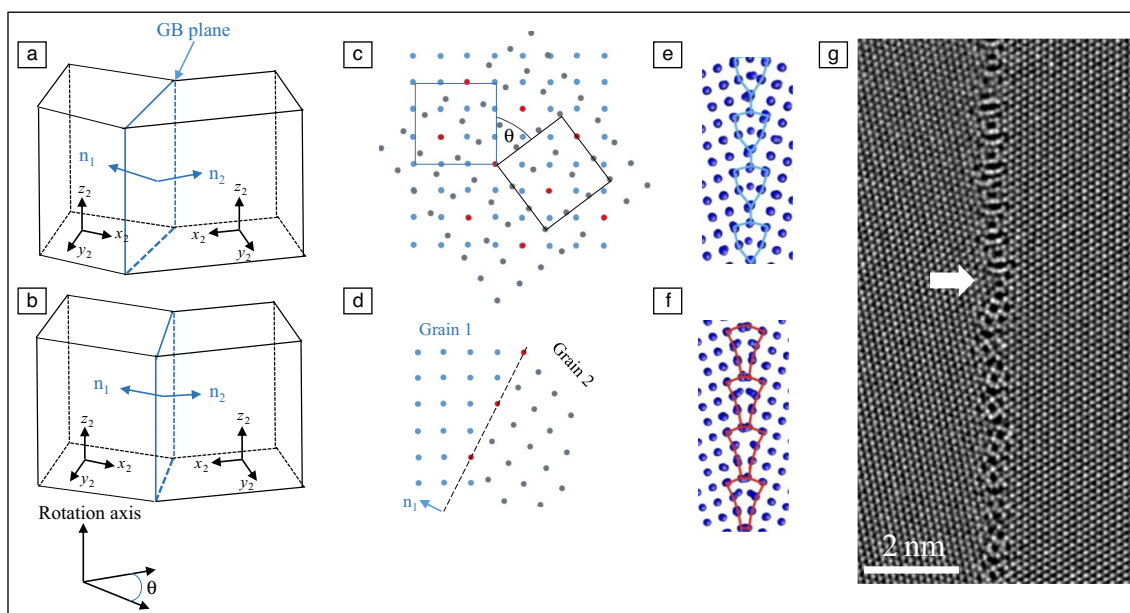 GB plane
a
n1
n2
z2
z2
x2
x2
y2
y2
b
n1
n2
z2
z2
x2
x2
y2
y2
Rotation axis
θ
c
θ
d
Grain 1
Grain 2
n1
e
f
g
2 nm